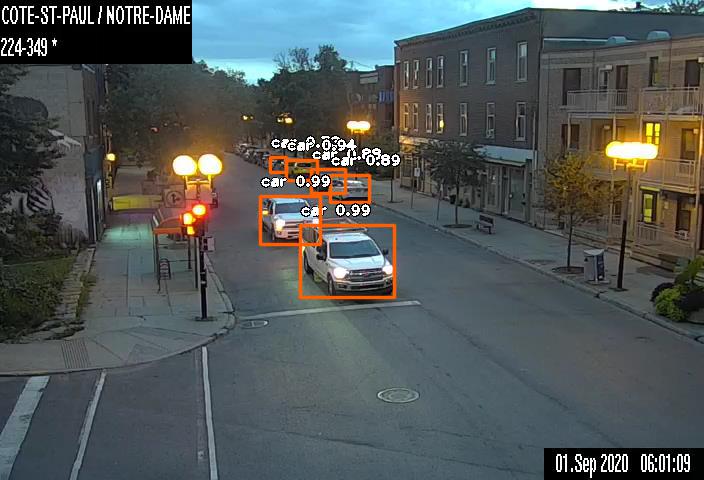 COTE-ST-PAUL / NOTRE-DAME
224-349 *
car 0.94
car 0.89
car 0.99
car 0.99
01.Sep 2020 06:01:09